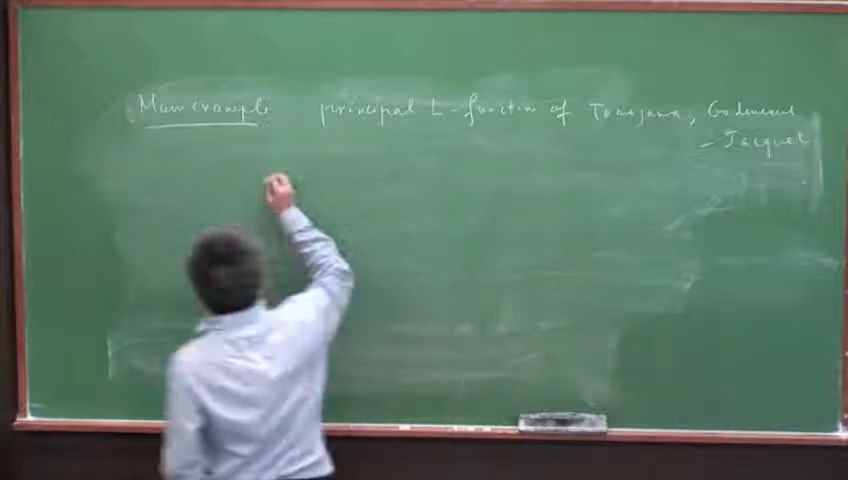 Main example principal L-function of Tamagawa, Godement
- Jacquet